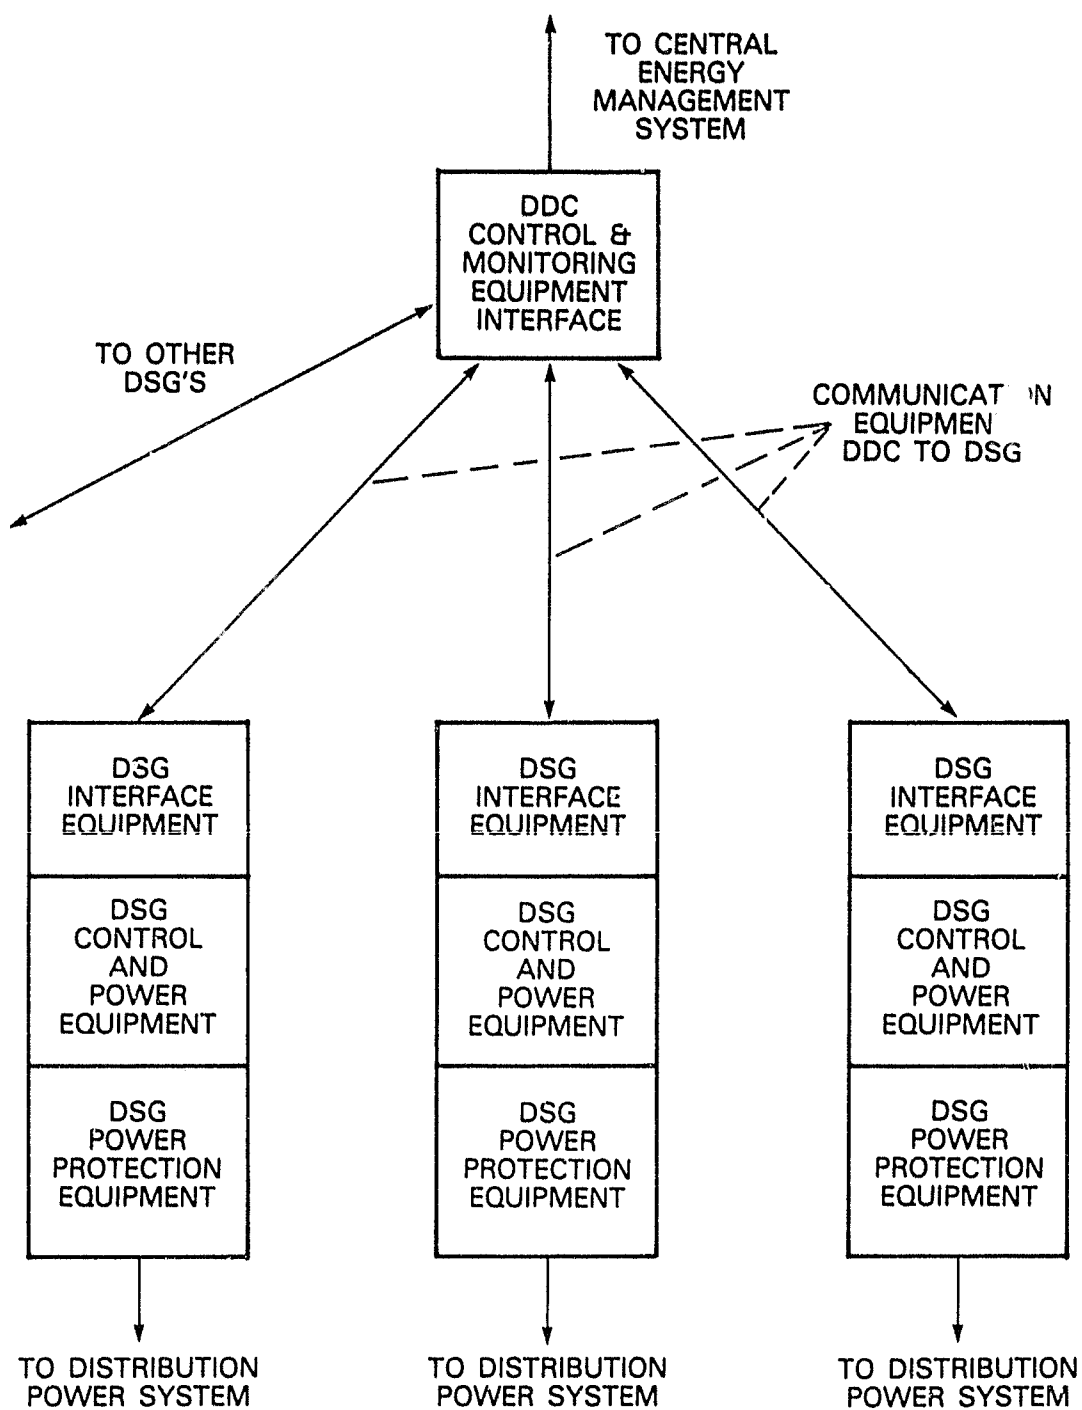 TO CENTRAL
ENERGY
MANAGEMENT
SYSTEM
DDC
CONTROL &
MONITORING
EQUIPMENT
INTERFACE
TO OTHER
DSG'S
EQUIPMEN
DDC TO DSG
DSG
INTERFACE
EQUIPMENT
DSG
CONTROL
AND
POWER
EQUIPMENT
DSG
POWER
PROTECTION
EQUIPMENT
TO DISTRIBUTION
POWER SYSTEM
DSG
INTERFACE
EQUIPMENT
DSG
CONTROL
AND
POWER
EQUIPMENT
DSG
POWER
PROTECTION
EQUIPMENT
TO DISTRIBUTION
POWER SYSTEM
DSG
INTERFACE
EQUIPMENT
DSG
CONTROL
AND
POWER
EQUIPMENT
DSG
POWER
PROTECTION
EQUIPMENT
TO DISTRIBUTION
POWER SYSTEM